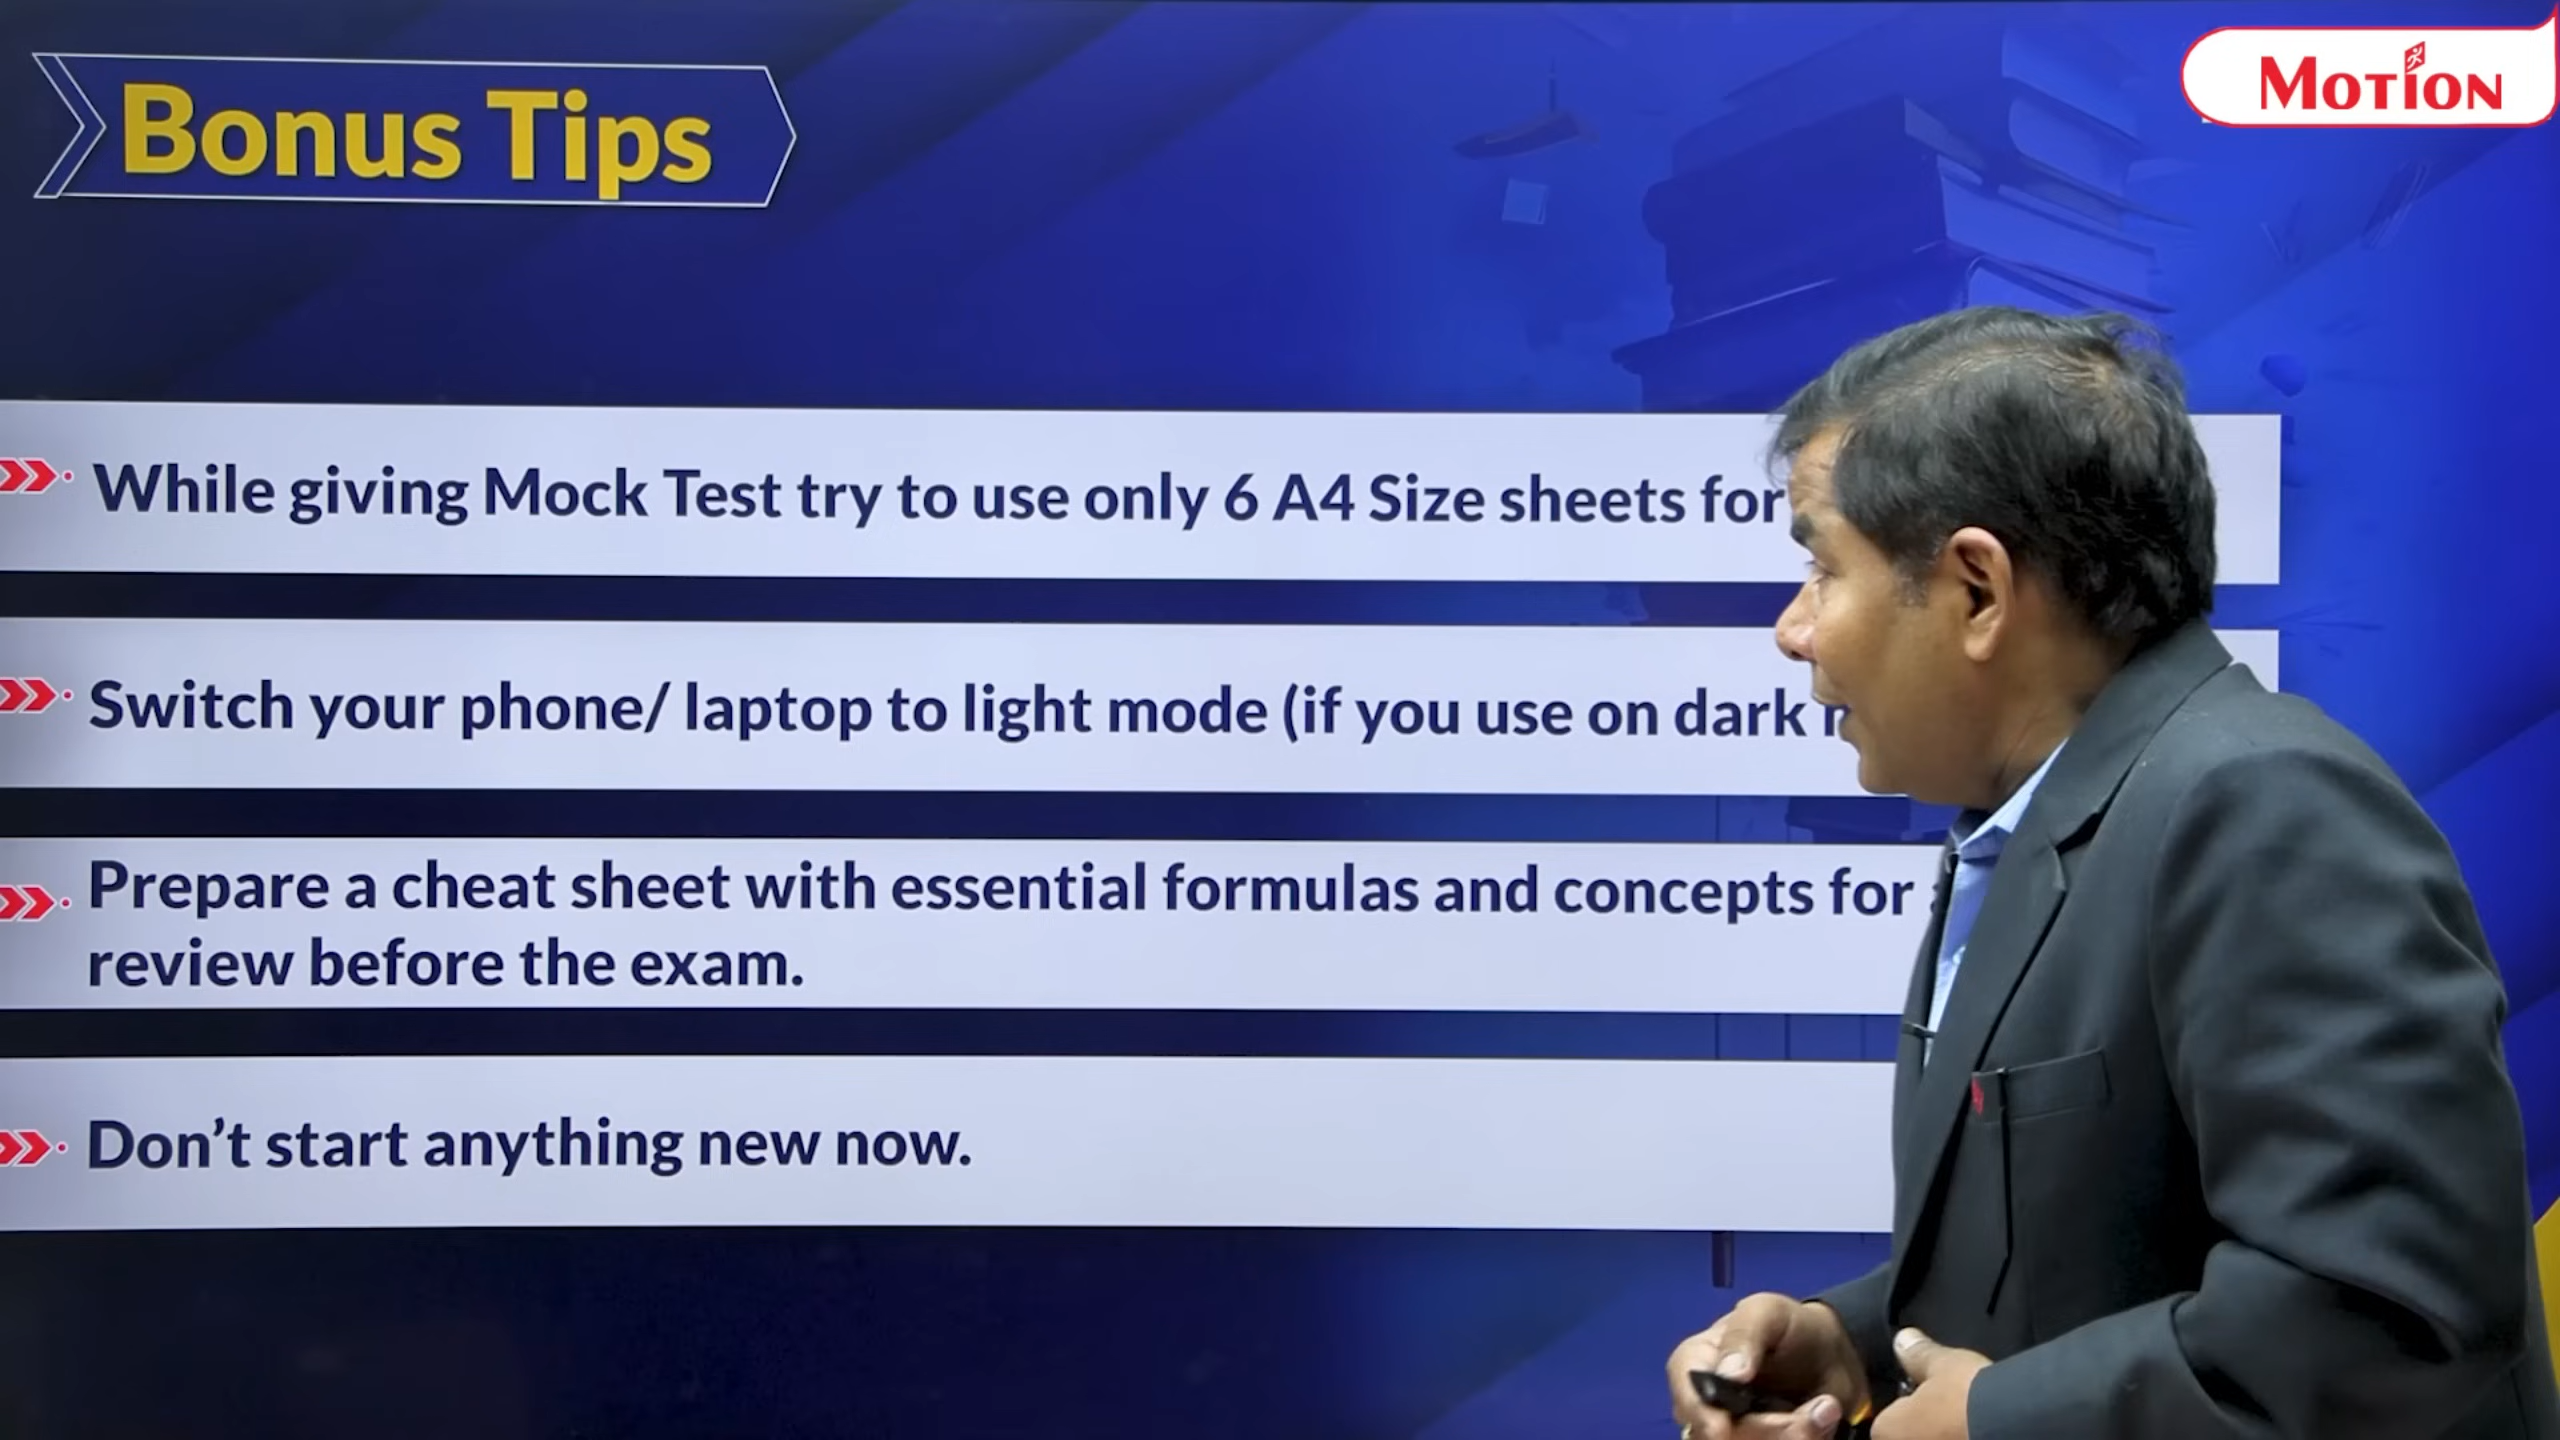 Bonus Tips
MOTION
While giving Mock Test try to use only 6 A4 Size sheets for
Switch your phone/ laptop to light mode (if you use on dark
Prepare a cheat sheet with essential formulas and concepts for
review before the exam.
Don't start anything new now.